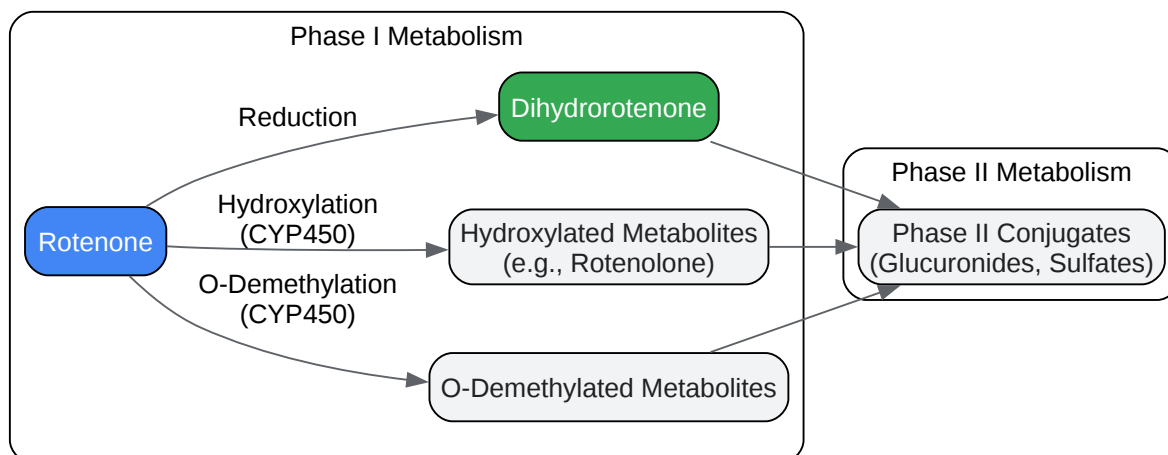 Phase I Metabolism
Reduction
Dihydrorotenone
Phase II Metabolism
Rotenone
Hydroxylation
(CYP450)
Hydroxylated Metabolites
(e.g., Rotenolone)
Phase II Conjugates
(Glucuronides, Sulfates)
O-Demethylation
(CYP450)
O-Demethylated Metabolites